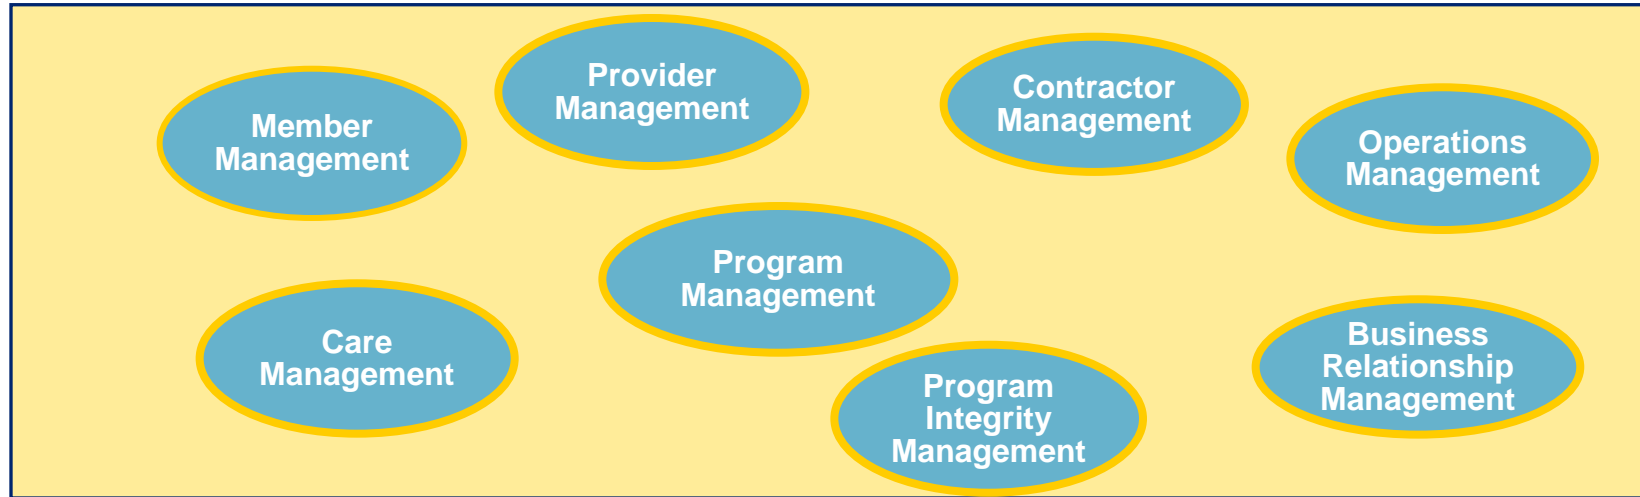 Provider
Management
Contractor
Management
Member
Management
Operations
Management
Program
Management
Care
Management
Business
Relationship
Management
Program
Integrity
Management